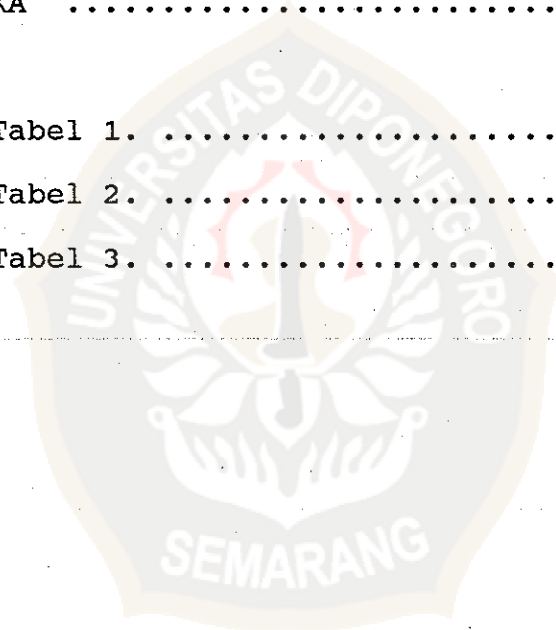 KA ..........................
Tabel 1. .....................
Tabel 2. .....................
Tabel 3. .....................
UNIVERSITAS DIPONEGORO
SEMARANG